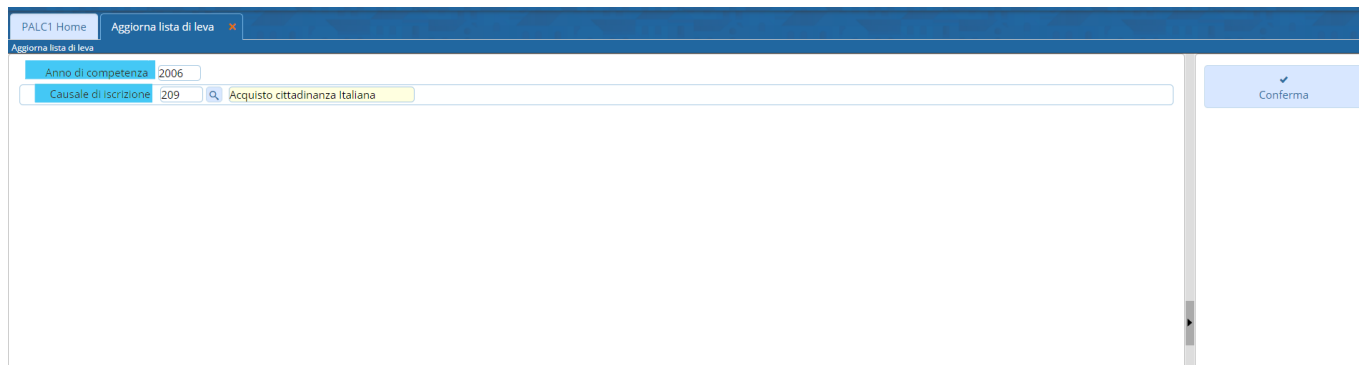 PALC1 Home Aggiorna lista di leva ×
Aggiorna lista di leva
Anno di competenza 2006
Causale di iscrizione 209 Acquisto cittadinanza Italiana
Conferma